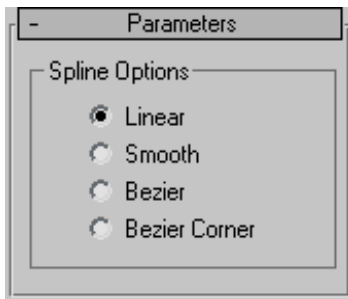 - Parameters
Spline Options
Linear
Smooth
Bezier
Bezier Corner